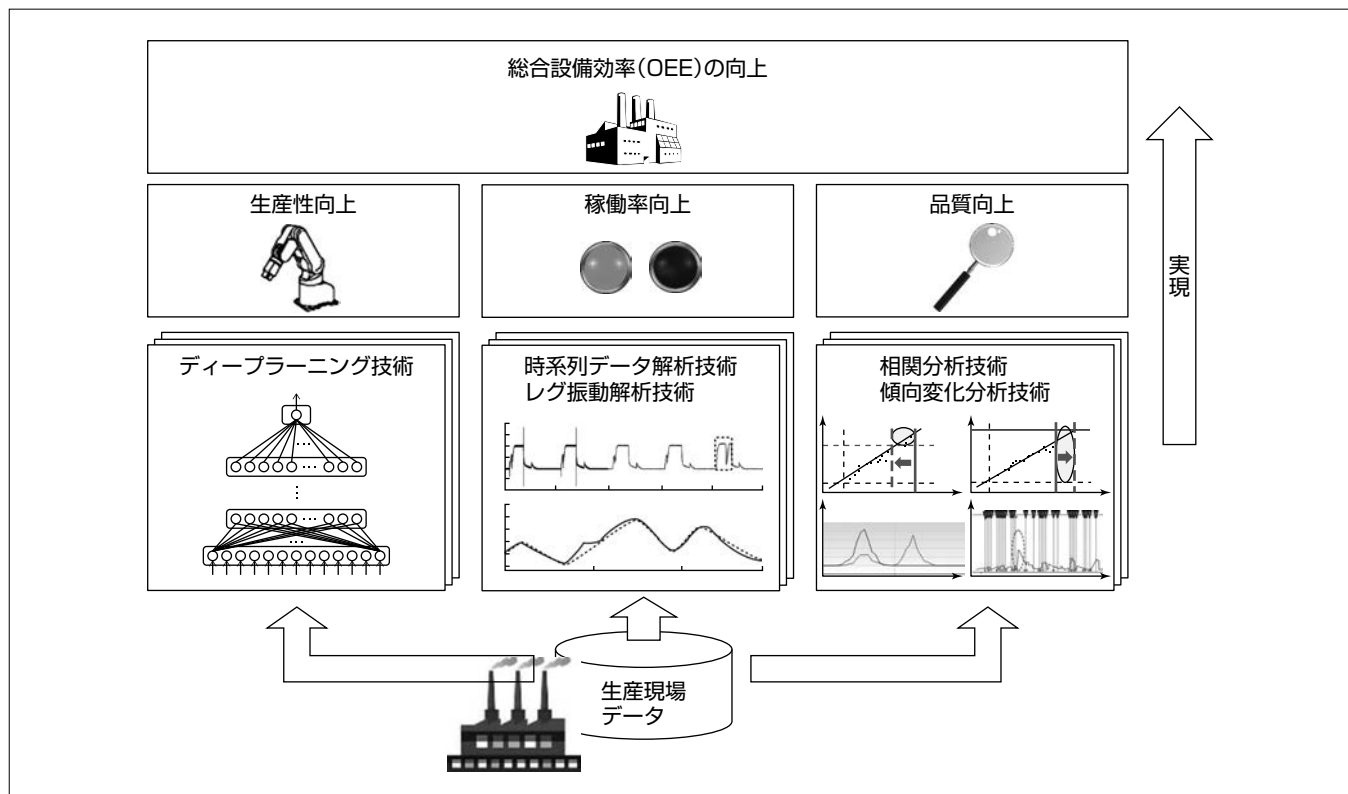 総合設備効率(OEE)の向上
生産性向上
稼働率向上
品質向上
実現
ディープラーニング技術
時系列データ解析技術
レグ振動解析技術
相関分析技術
傾向変化分析技術
生産現場
データ